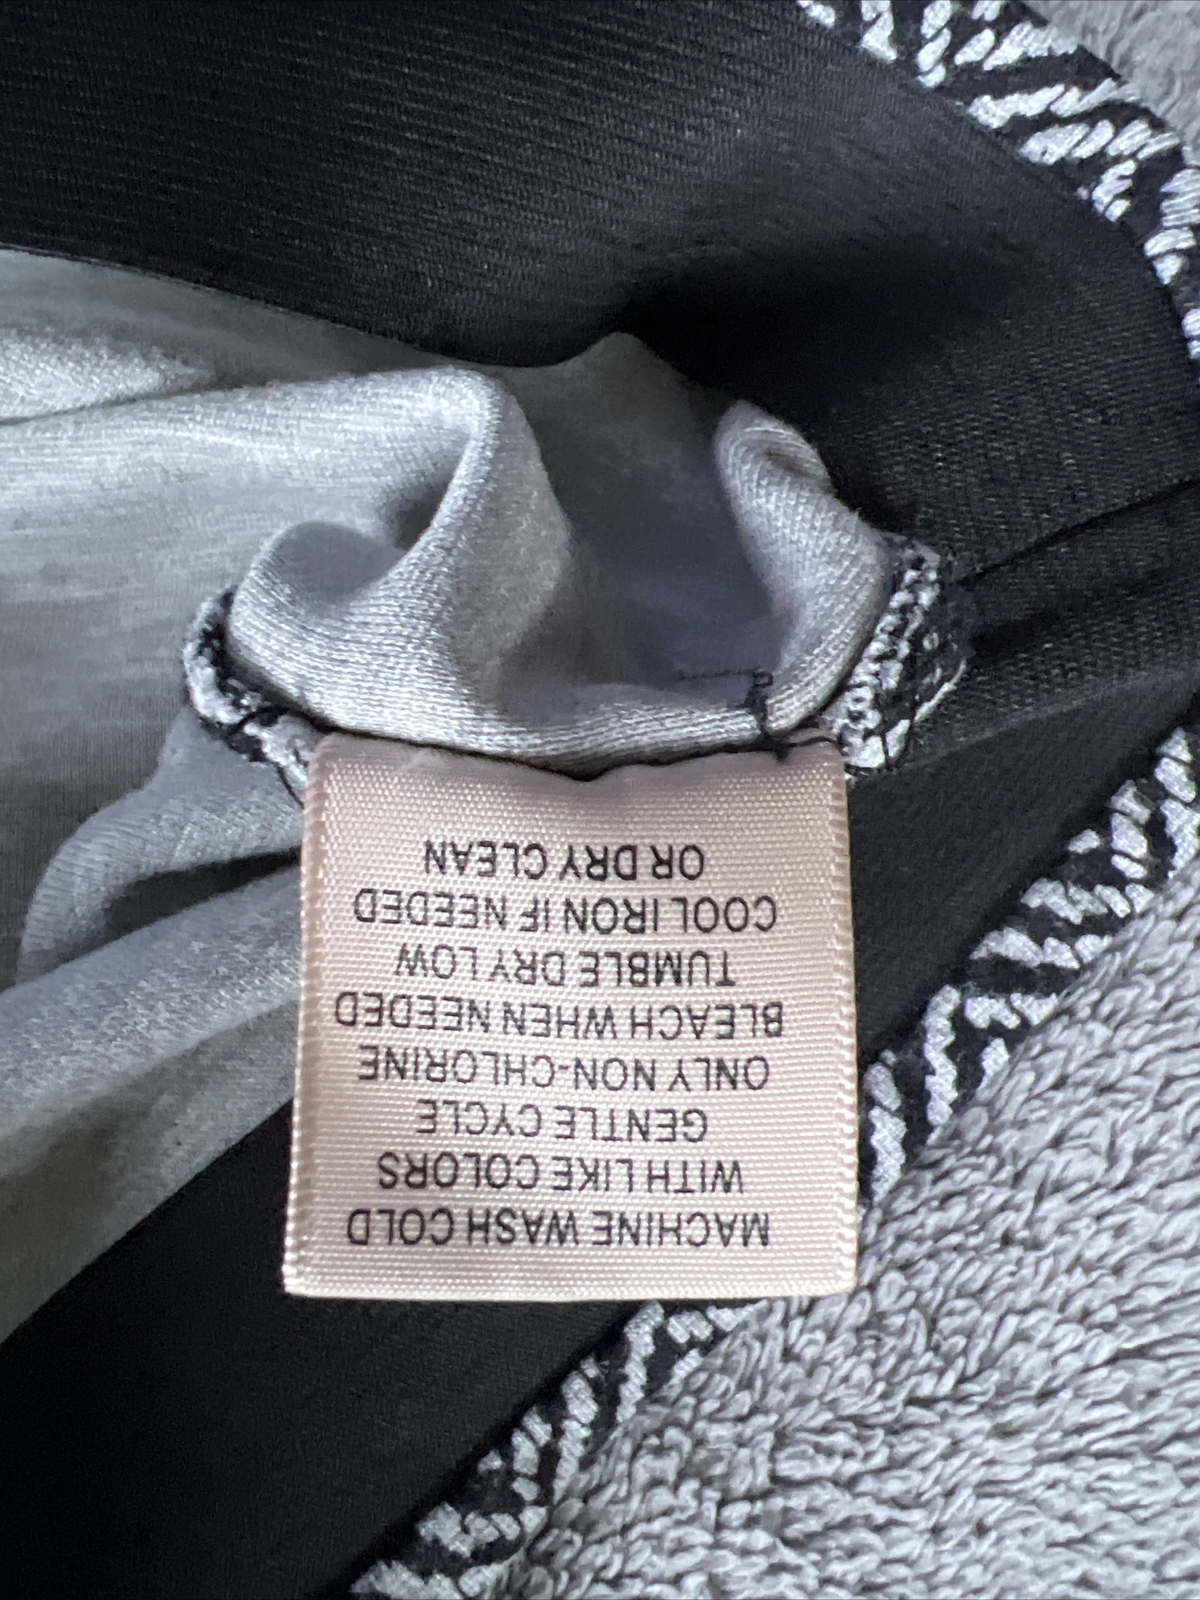 MACHINE WASH COLD
WITH LIKE COLORS
GENTLE CYCLE
ONLY NON-CHLORINE
BLEACH WHEN NEEDED
TUMBLE DRY LOW
COOL IRON IF NEEDED
OR DRY CLEAN